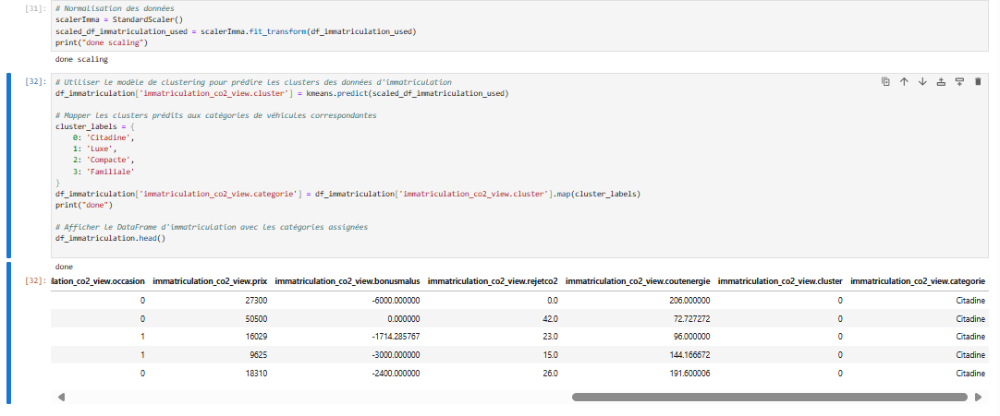 [31]: # Normalisation des données
scalerImma = StandardScaler()
scaled_df_immatriculation_used = scalerImma.fit_transform(df_immatriculation_used)
print("done scaling")
done scaling
[32]: # Utiliser le modèle de clustering pour prédire les clusters des données d'immatriculation
df_immatriculation['immatriculation_co2_view.cluster'] = kmeans.predict(scaled_df_immatriculation_used)
# Mapper les clusters prédits aux catégories de véhicules correspondantes
cluster_labels = {
0: 'Citadine',
1: 'Luxe',
2: 'Compacte',
3: 'Familiale'
}
df_immatriculation['immatriculation_co2_view.categorie'] = df_immatriculation['immatriculation_co2_view.cluster'].map(cluster_labels)
print("done")
# Afficher le DataFrame d'immatriculation avec les catégories assignées
df_immatriculation.head()
done
[32]: lation_co2_view.occasion immatriculation_co2_view.prix immatriculation_co2_view.bonusmalus immatriculation_co2_view.rejetco2 immatriculation_co2_view.coutenergie immatriculation_co2_view.cluster immatriculation_co2_view.categorie
0 27300 -6000.000000 0.0 206.000000 0 Citadine
0 50500 0.000000 42.0 72.727272 0 Citadine
1 16029 -1714.285767 23.0 96.000000 0 Citadine
1 9625 -3000.000000 15.0 144.166672 0 Citadine
0 18310 -2400.000000 26.0 191.600006 0 Citadine